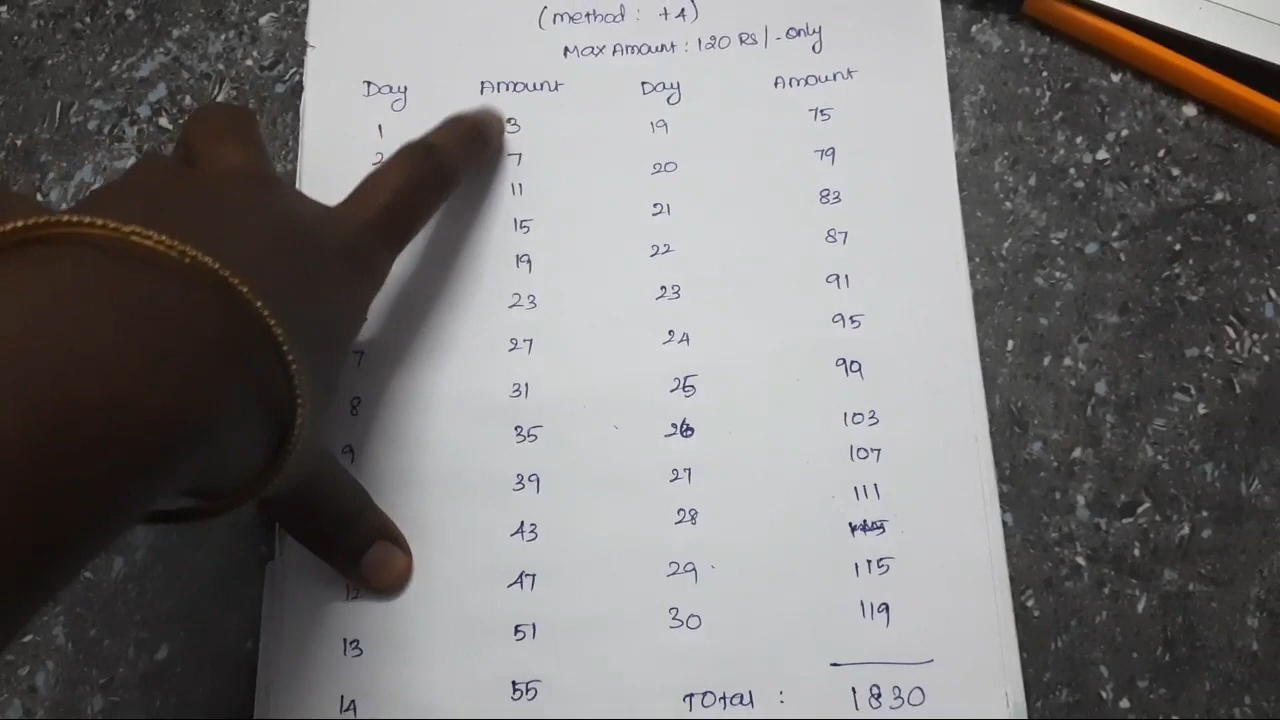 (method : +4)
Max Amount : 120 Rs/- only
Day Amount Day Amount
1 3 19 75
2 7 20 79
11 21 83
15 22 87
19 23 91
23 24 95
7 27 25 99
8 31 26 103
9 35 27 107
39 28 111
43 29 115
12 47 30 119
13 51
14 55 Total : 1830